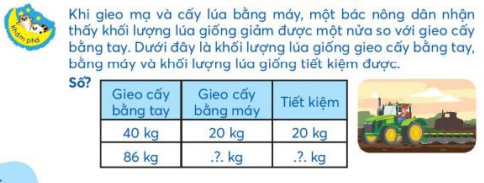 Khám phá
Khi gieo mạ và cấy lúa bằng máy, một bác nông dân nhận
thấy khối lượng lúa giống giảm được một nửa so với gieo cấy
bằng tay. Dưới đây là khối lượng lúa giống gieo cấy bằng tay,
bằng máy và khối lượng lúa giống tiết kiệm được.
Số?
Gieo cấy bằng tay Gieo cấy bằng máy Tiết kiệm
40 kg 20 kg 20 kg
86 kg .?. kg .?. kg